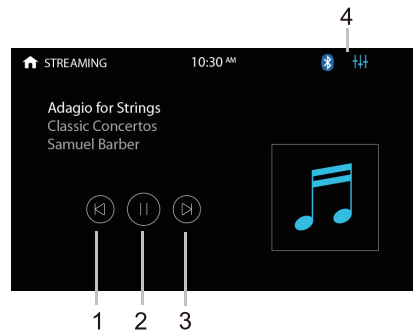 4
STREAMING 10:30 AM
Adagio for Strings
Classic Concertos
Samuel Barber
1 2 3